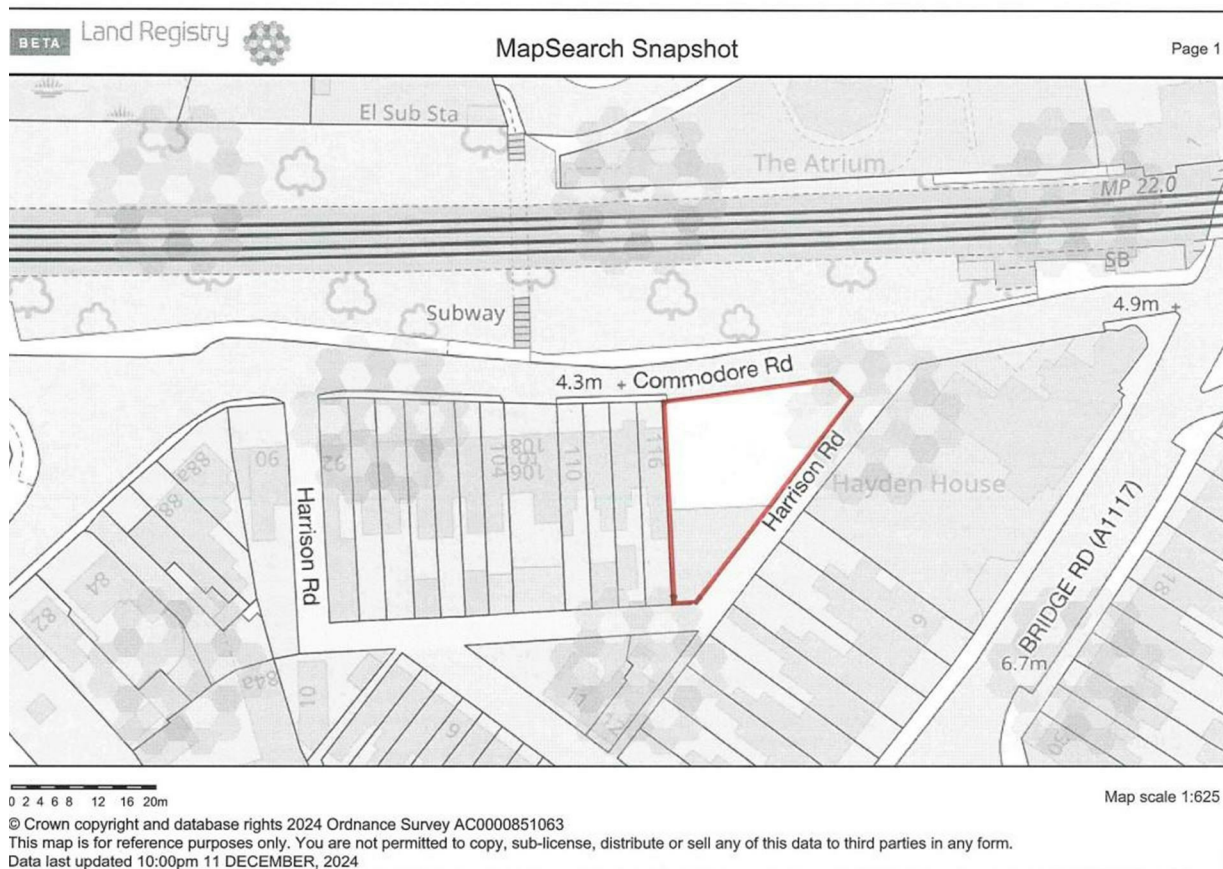 BETA Land Registry
MapSearch Snapshot
Page 1
El Sub Sta
The Atrium
1
MP 22.0
SB
Subway
4.9m
4.3m
Commodore Rd
88a
90
92
104
108
106
110
116
88
Harrison Rd
Harrison Rd
Hayden House
84
82
BRIDGE RD (A1117)
18
9
6.7m
84a
10
11
12
9
30
0 2 4 6 8 12 16 20m
Map scale 1:625
© Crown copyright and database rights 2024 Ordnance Survey AC0000851063
This map is for reference purposes only. You are not permitted to copy, sub-license, distribute or sell any of this data to third parties in any form.
Data last updated 10:00pm 11 DECEMBER, 2024